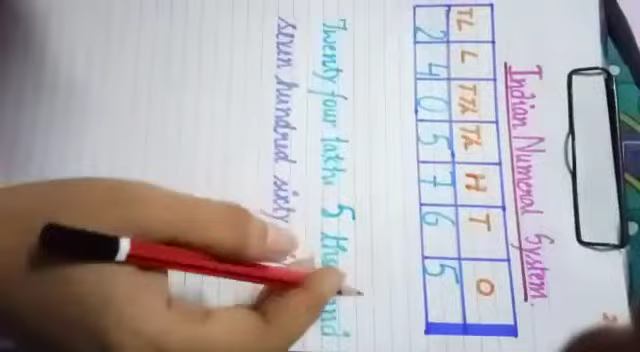 Indian Numeral System.
TL L TTh Th H T O
2 4 0 5 7 6 5
Twenty four lakh, 5
seven hundred sixty
2